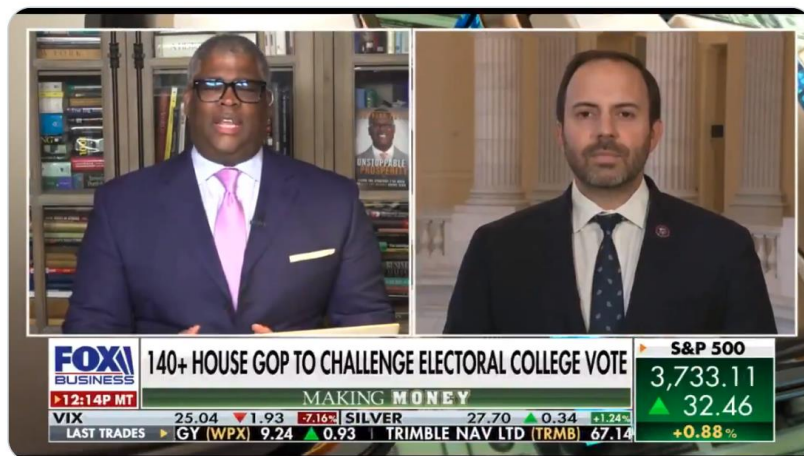 UNSTOPPABLE
PROSPERITY
FOX
BUSINESS
12:14P MT
140+ HOUSE GOP TO CHALLENGE ELECTORAL COLLEGE VOTE
MAKING MONEY
S&P 500
3,733.11
32.46
+0.88%
VIX 25.04 1.93 -7.16% SILVER 27.70 0.34 +1.24%
LAST TRADES GY (WPX) 9.24 0.93 TRIMBLE NAV LTD (TRMB) 67.14